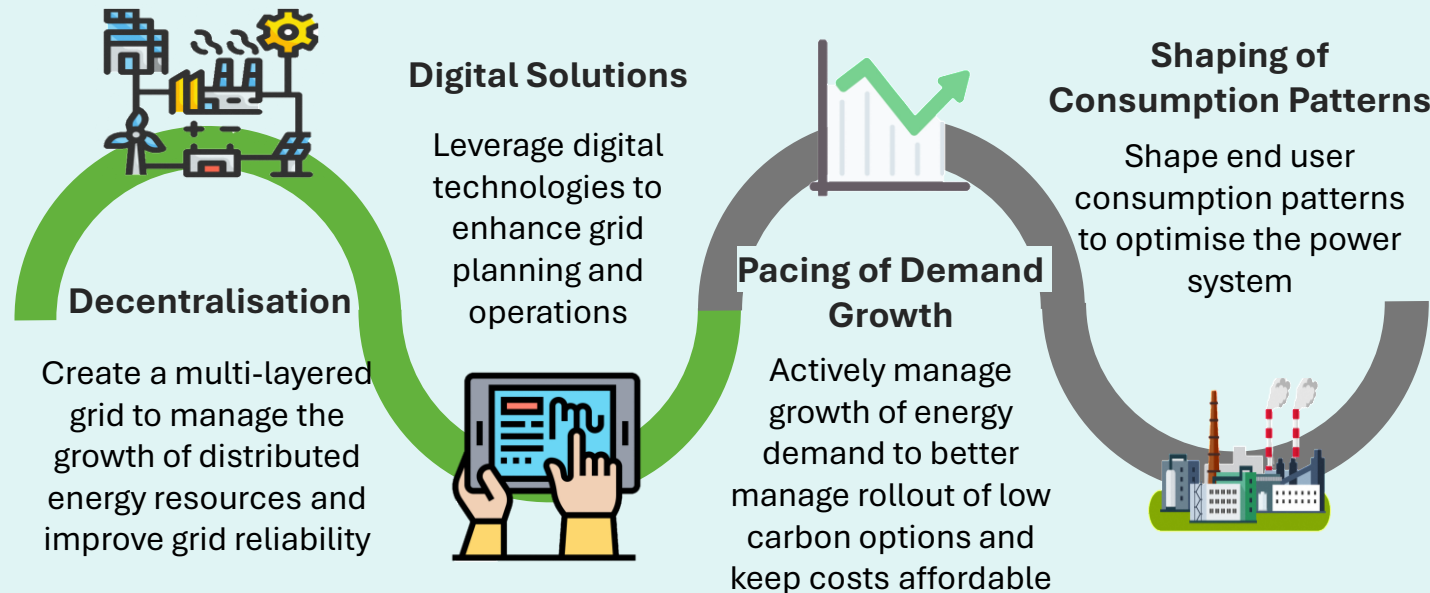 Decentralisation
Create a multi-layered
grid to manage the
growth of distributed
energy resources and
improve grid reliability
Digital Solutions
Leverage digital
technologies to
enhance grid
planning and
operations
Pacing of Demand
Growth
Actively manage
growth of energy
demand to better
manage rollout of low
carbon options and
keep costs affordable
Shaping of
Consumption Patterns
Shape end user
consumption patterns
to optimise the power
system